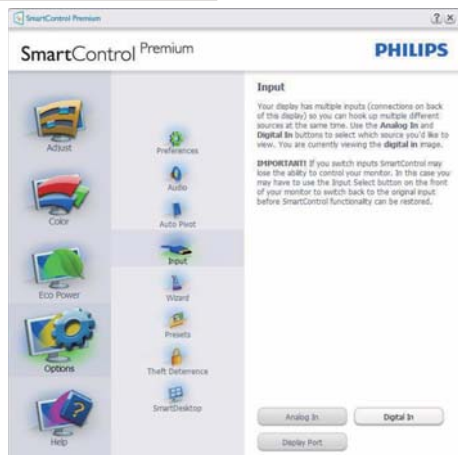 SmartControl Premium
SmartControl Premium
PHILIPS
Adjust
Color
Eco Power
Options
Help
Preferences
Audio
Auto Pivot
Input
Wizard
Presets
Theft Deterrence
SmartDesktop
Input
Your display has multiple inputs (connections on back
of this display) so you can hook up multiple different
sources at the same time. Use the Analog In and
Digital In buttons to select which source you'd like to
view. You are currently viewing the digital in image.
IMPORTANT! If you switch inputs SmartControl may
lose the ability to control your monitor. In this case you
may have to use the Input Select button on the front
of your monitor to switch back to the original input
before SmartControl functionality can be restored.
Analog In
Digital In
Display Port